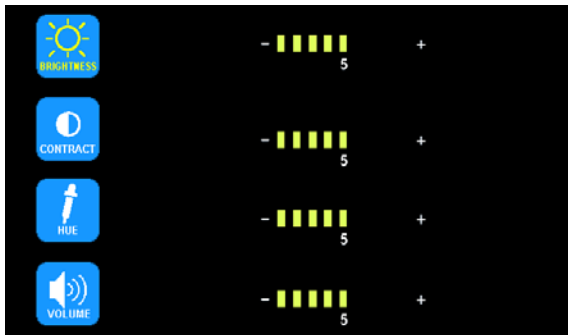 BRIGHTNESS - 5 +
CONTRACT - 5 +
HUE - 5 +
VOLUME - 5 +